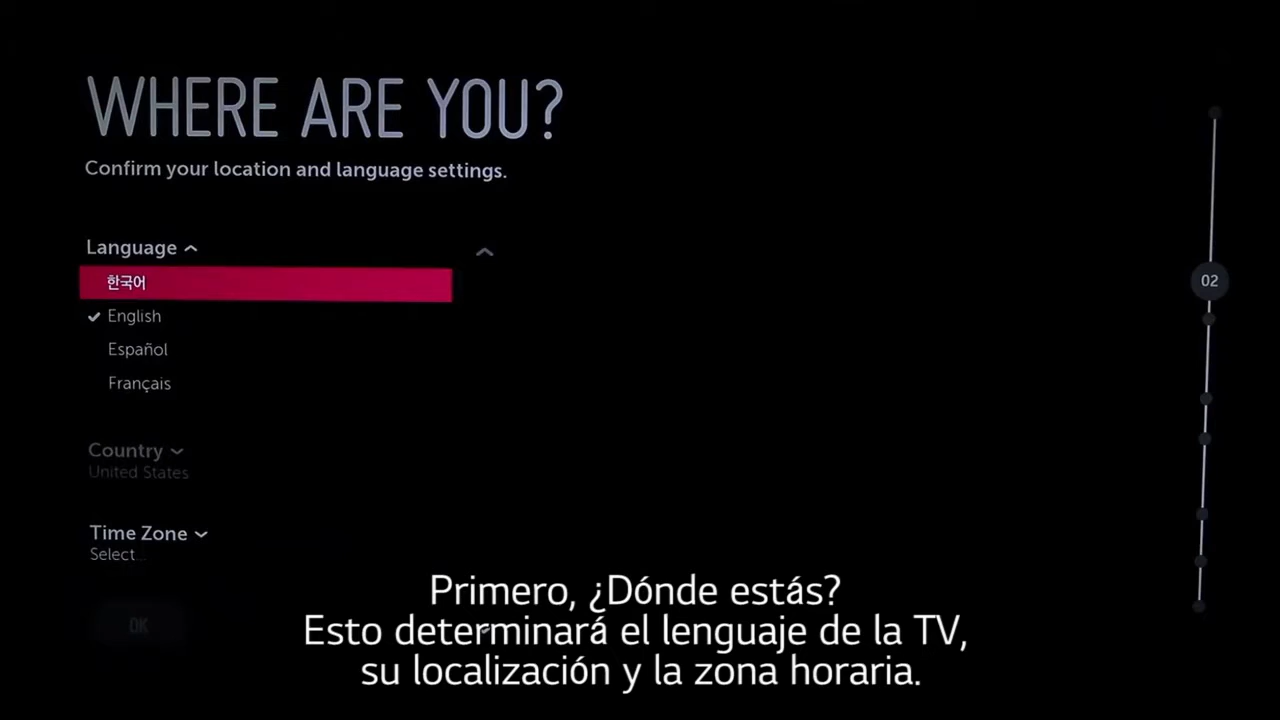 WHERE ARE YOU?
Confirm your location and language settings.
Language
한국어
English
Español
Français
Country
United States
Time Zone
Select...
OK
02
Primero, ¿Dónde estás?
Esto determinará el lenguaje de la TV,
su localización y la zona horaria.